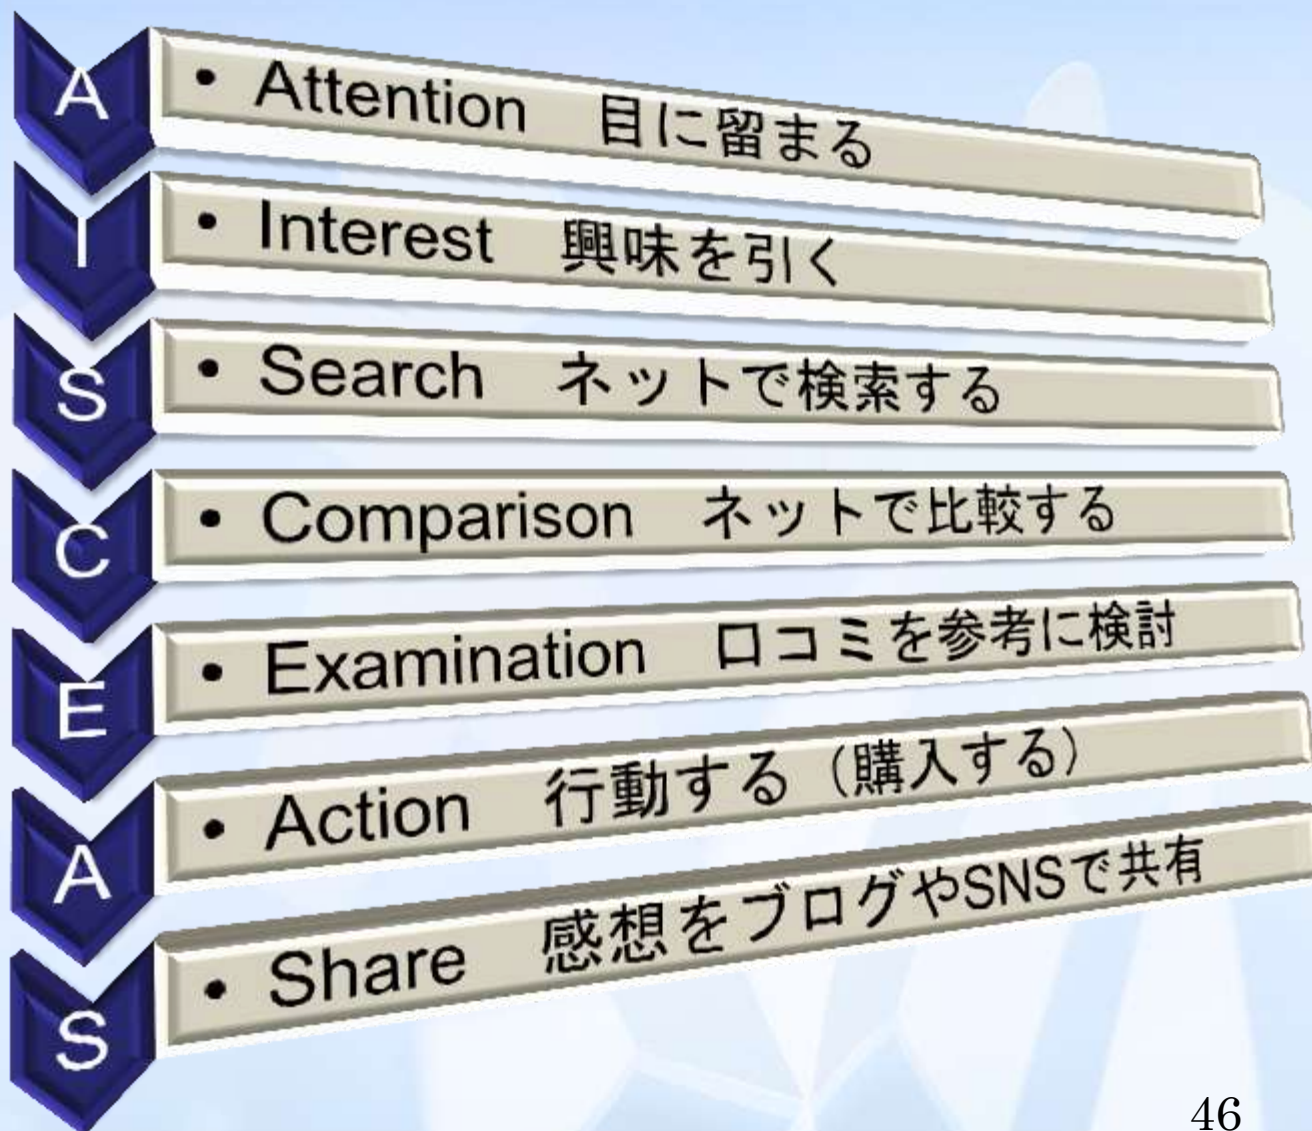 A
• Attention　目に留まる
I
• Interest　興味を引く
S
• Search　ネットで検索する
C
• Comparison　ネットで比較する
E
• Examination　口コミを参考に検討
A
• Action　行動する（購入する）
S
• Share　感想をブログやSNSで共有
46